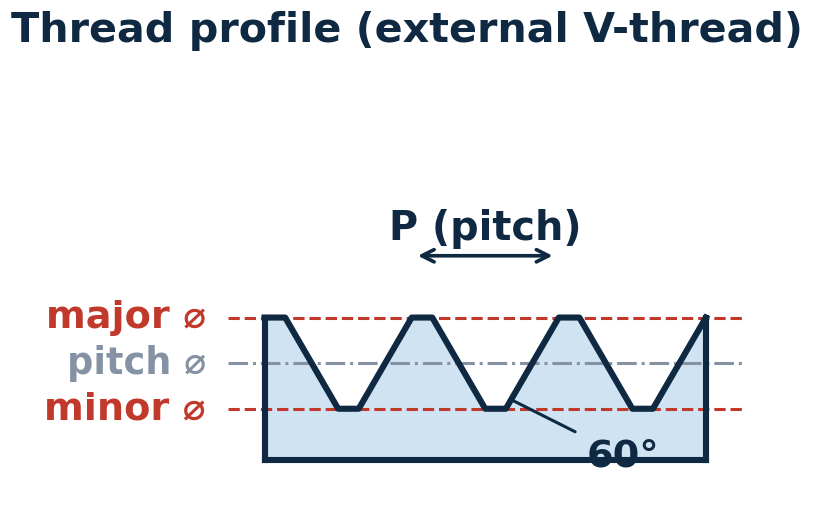 Thread profile (external V-thread)
P (pitch)
major ⌀
pitch ⌀
minor ⌀
60°